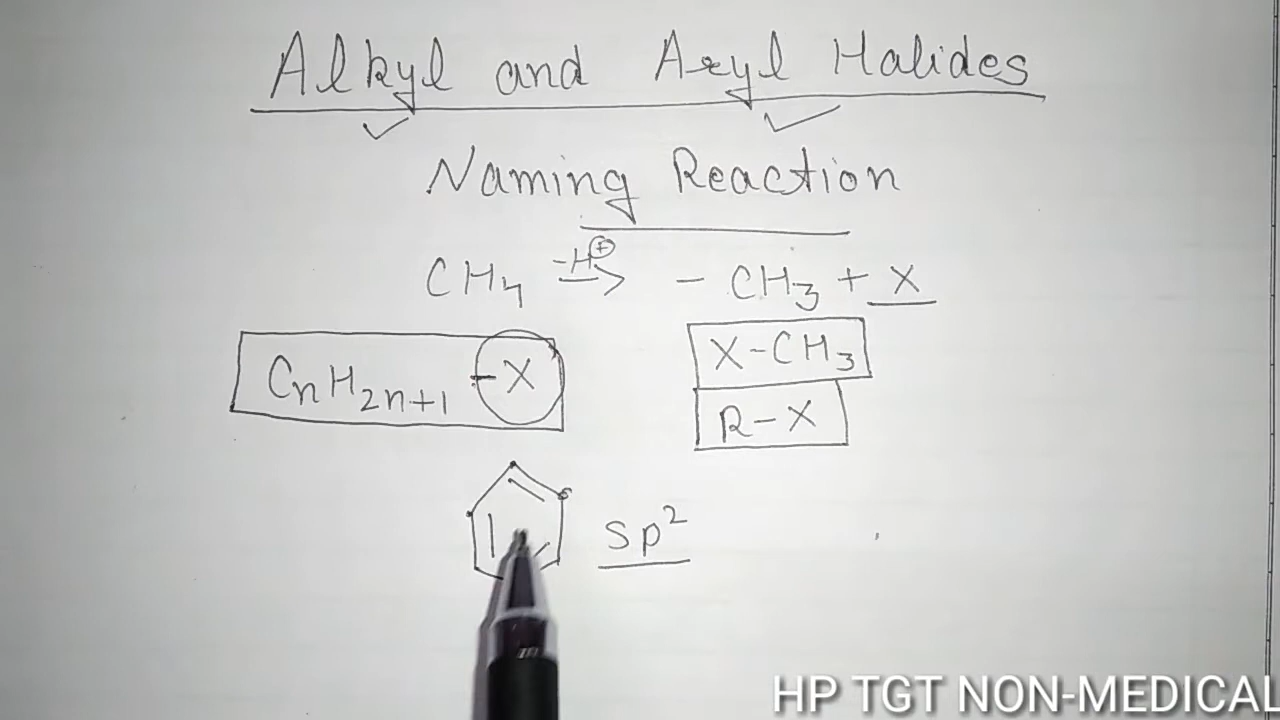 Alkyl and Aryl Halides
Naming Reaction
CH₄ -H⊕→ - CH₃ + X
CₙH₂ₙ₊₁ -X
X-CH₃
R-X
sp²
HP TGT NON-MEDICAL